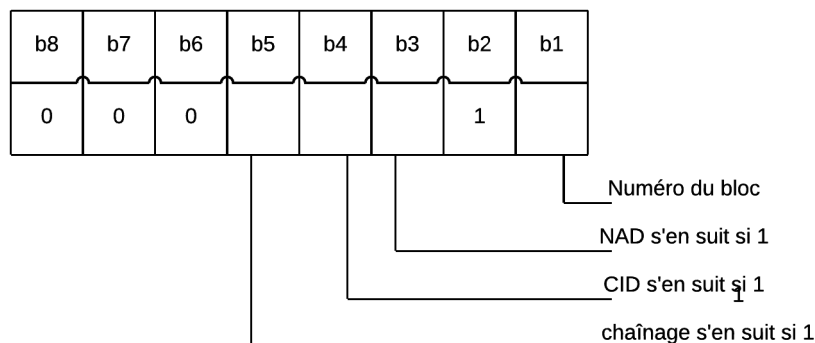 b8 b7 b6 b5 b4 b3 b2 b1
0 0 0 1
Numéro du bloc
NAD s'en suit si 1
CID s'en suit si 1
1
chaînage s'en suit si 1